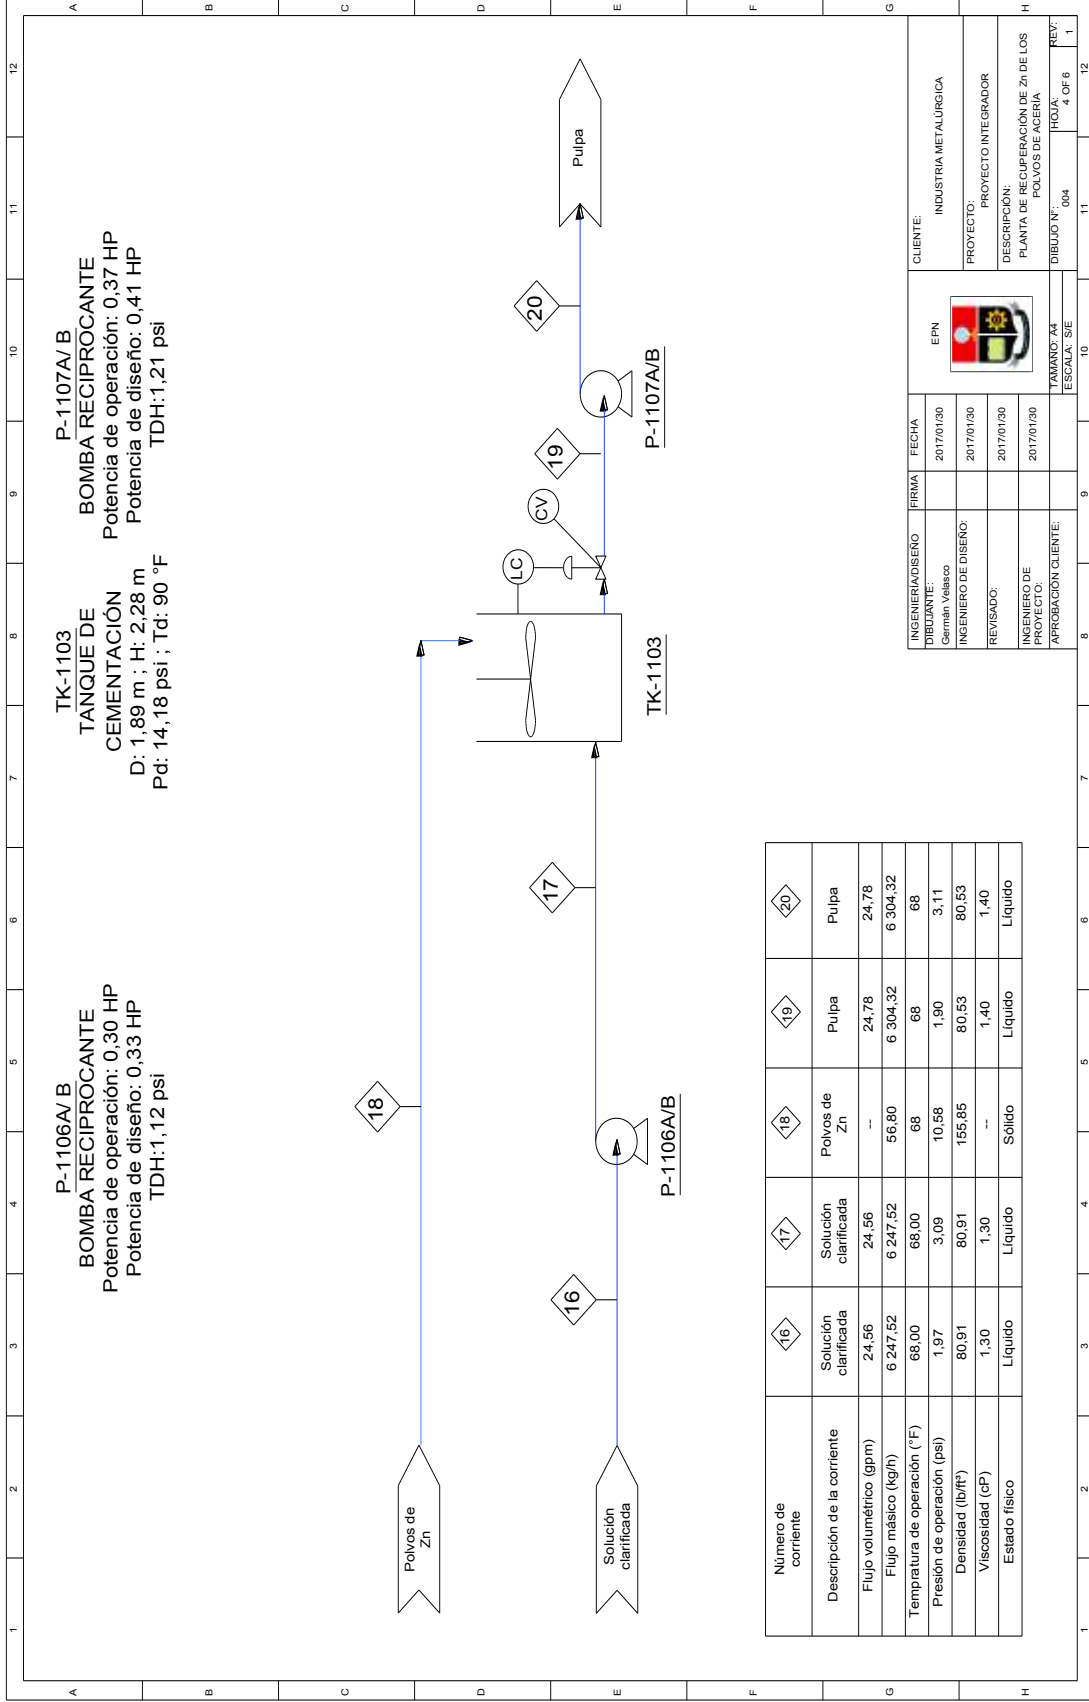 1 2 3 4 5 6 7 8 9 10 11 12
A
B
C
D
E
F
G
H
P-1106A/ B
BOMBA RECIPROCANTE
Potencia de operación: 0,30 HP
Potencia de diseño: 0,33 HP
TDH:1,12 psi
TK-1103
TANQUE DE
CEMENTACIÓN
D: 1,89 m ; H: 2,28 m
Pd: 14,18 psi ; Td: 90 °F
P-1107A/ B
BOMBA RECIPROCANTE
Potencia de operación: 0,37 HP
Potencia de diseño: 0,41 HP
TDH:1,21 psi
Polvos de
Zn
18
Solución
clarificada
16
P-1106A/B
17
TK-1103
LC
CV
19
P-1107A/B
20
Pulpa
Número de
corriente
16 17 18 19 20
Descripción de la corriente
Solución
clarificada
Solución
clarificada
Polvos de
Zn
Pulpa
Pulpa
Flujo volumétrico (gpm) 24,56 24,56 -- 24,78 24,78
Flujo másico (kg/h) 6 247,52 6 247,52 56,80 6 304,32 6 304,32
Tempratura de operación (°F) 68,00 68,00 68 68 68
Presión de operación (psi) 1,97 3,09 10,58 1,90 3,11
Densidad (lb/ft³) 80,91 80,91 155,85 80,53 80,53
Viscosidad (cP) 1,30 1,30 -- 1,40 1,40
Estado físico Líquido Líquido Sólido Líquido Líquido
INGENIERÍA/DISEÑO FIRMA FECHA
DIBUJANTE:
Germán Velasco
2017/01/30
INGENIERO DE DISEÑO:
2017/01/30
REVISADO:
2017/01/30
INGENIERO DE
PROYECTO:
2017/01/30
APROBACIÓN CLIENTE:
EPN
TAMAÑO: A4
ESCALA: S/E
CLIENTE:
INDUSTRIA METALÚRGICA
PROYECTO:
PROYECTO INTEGRADOR
DESCRIPCIÓN:
PLANTA DE RECUPERACIÓN DE Zn DE LOS
POLVOS DE ACERÍA
DIBUJO N°:
004
HOJA:
4 OF 6
REV:
1
A
B
C
D
E
F
G
H
1 2 3 4 5 6 7 8 9 10 11 12